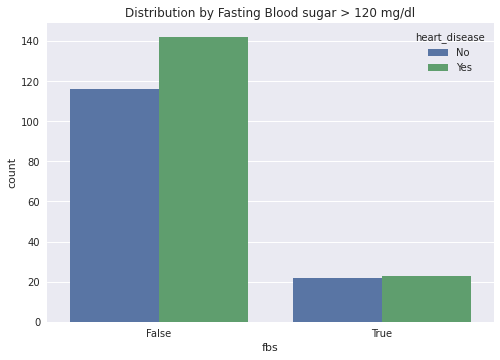 Distribution by Fasting Blood sugar > 120 mg/dl
heart_disease
No
Yes
140
120
100
80
60
40
20
0
count
False
True
fbs